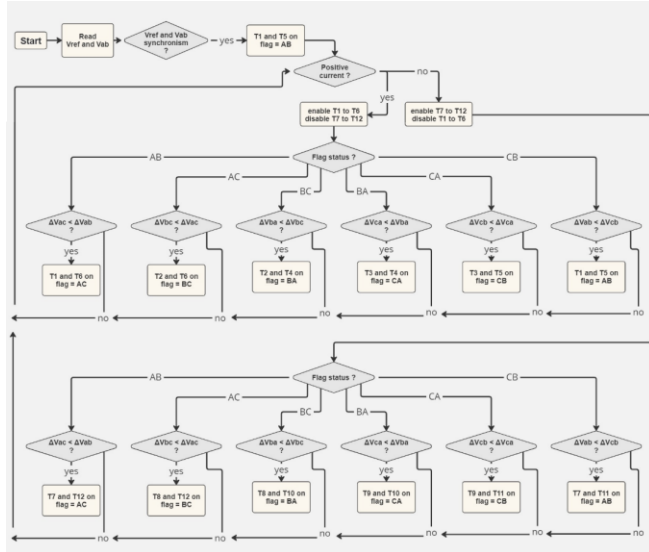 Start
Read
Vref and Vab
Vref and Vab
synchronism
?
yes
T1 and T5 on
flag = AB
Positive
current ?
no
yes
enable T1 to T6
disable T7 to T12
enable T7 to T12
disable T1 to T6
Flag status ?
AB
AC
BC
BA
CA
CB
ΔVac < ΔVab
?
ΔVbc < ΔVac
?
ΔVba < ΔVbc
?
ΔVca < ΔVba
?
ΔVcb < ΔVca
?
ΔVab < ΔVcb
?
yes
yes
yes
yes
yes
yes
T1 and T6 on
flag = AC
T2 and T6 on
flag = BC
T2 and T4 on
flag = BA
T3 and T4 on
flag = CA
T3 and T5 on
flag = CB
T1 and T5 on
flag = AB
no
no
no
no
no
no
Flag status ?
AB
AC
BC
BA
CA
CB
ΔVac < ΔVab
?
ΔVbc < ΔVac
?
ΔVba < ΔVbc
?
ΔVca < ΔVba
?
ΔVcb < ΔVca
?
ΔVab < ΔVcb
?
yes
yes
yes
yes
yes
yes
T7 and T12 on
flag = AC
T8 and T12 on
flag = BC
T8 and T10 on
flag = BA
T9 and T10 on
flag = CA
T9 and T11 on
flag = CB
T7 and T11 on
flag = AB
no
no
no
no
no
no